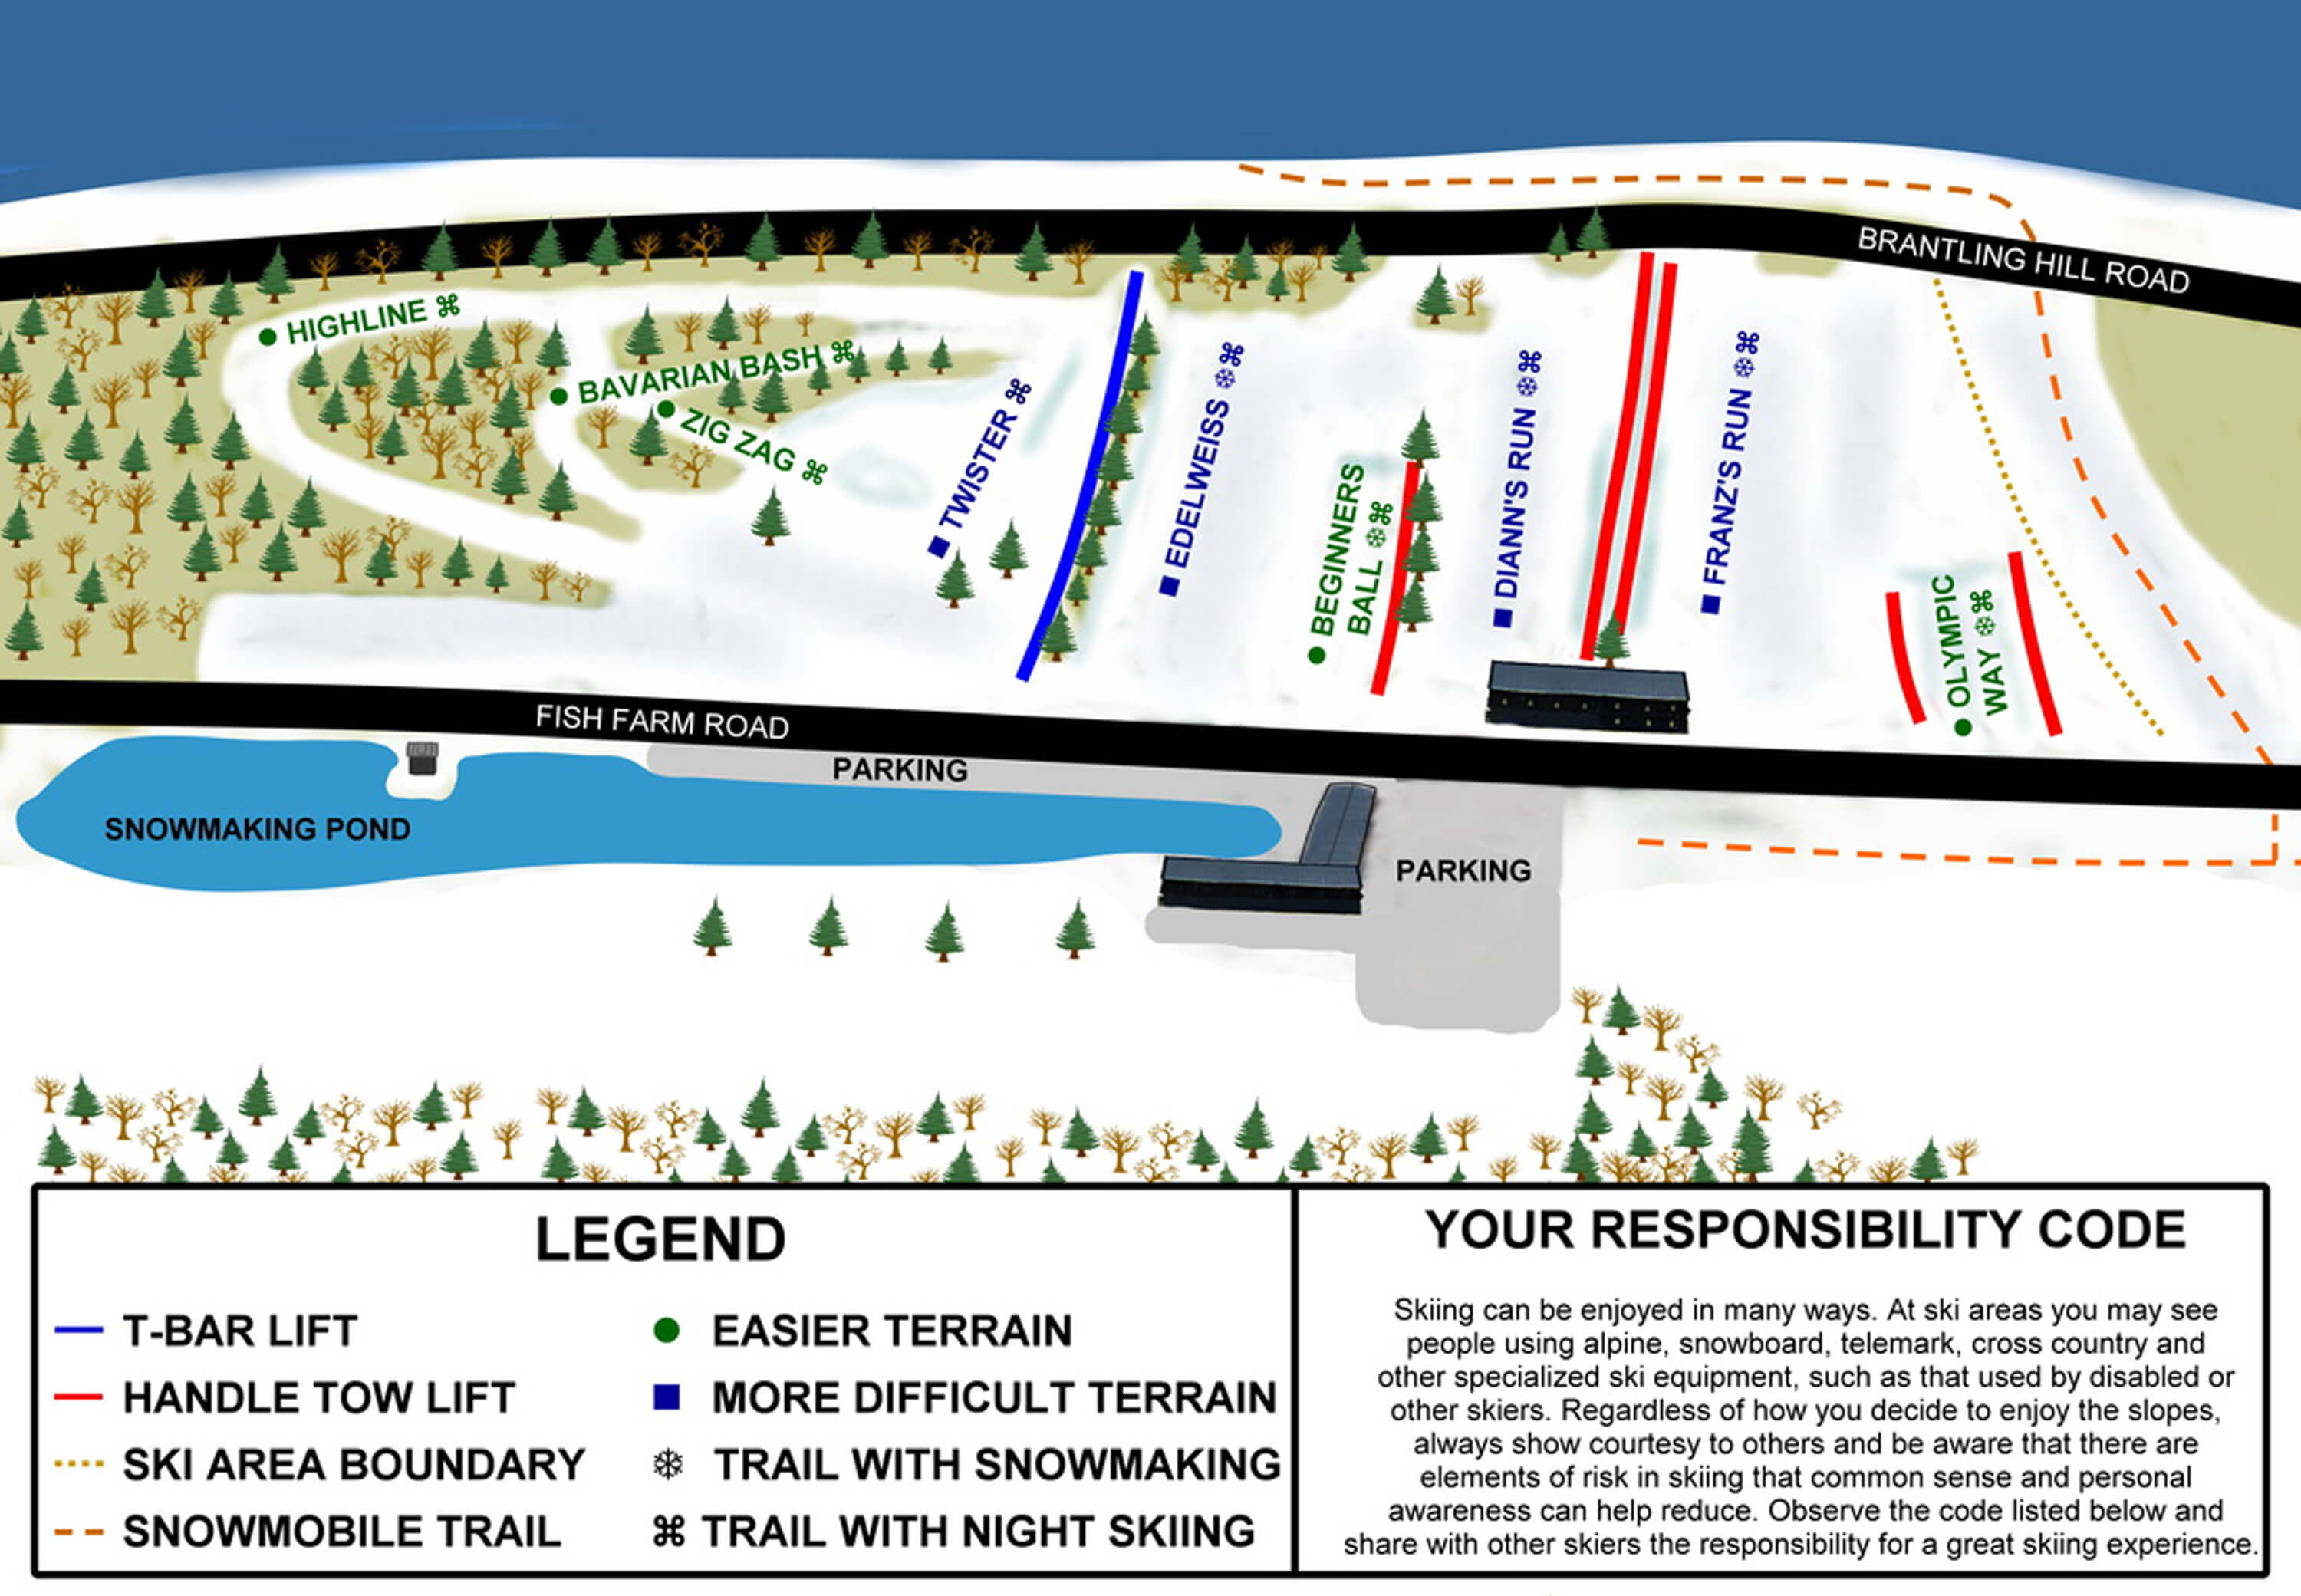 BRANTLING HILL ROAD
HIGHLINE ⌘
BAVARIAN BASH ⌘
ZIG ZAG ⌘
TWISTER ⌘
EDELWEISS ❄⌘
BEGINNERS
BALL ❄⌘
DIANN'S RUN ❄⌘
FRANZ'S RUN ❄⌘
OLYMPIC
WAY ❄⌘
FISH FARM ROAD
PARKING
SNOWMAKING POND
PARKING
LEGEND
T-BAR LIFT
HANDLE TOW LIFT
SKI AREA BOUNDARY
SNOWMOBILE TRAIL
EASIER TERRAIN
MORE DIFFICULT TERRAIN
❄ TRAIL WITH SNOWMAKING
⌘ TRAIL WITH NIGHT SKIING
YOUR RESPONSIBILITY CODE
Skiing can be enjoyed in many ways. At ski areas you may see
people using alpine, snowboard, telemark, cross country and
other specialized ski equipment, such as that used by disabled or
other skiers. Regardless of how you decide to enjoy the slopes,
always show courtesy to others and be aware that there are
elements of risk in skiing that common sense and personal
awareness can help reduce. Observe the code listed below and
share with other skiers the responsibility for a great skiing experience.